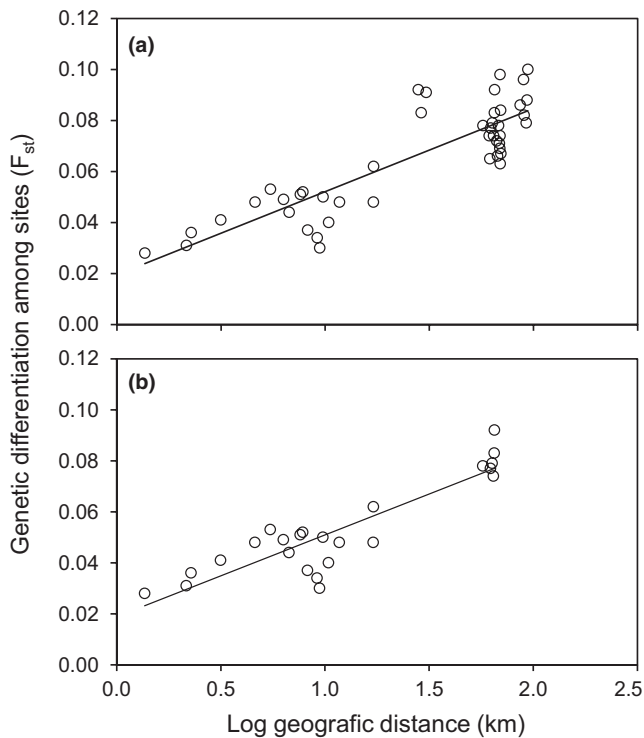 Genetic differentiation among sites (Fst)
(a)
0.12
0.10
0.08
0.06
0.04
0.02
0.00
(b)
0.12
0.10
0.08
0.06
0.04
0.02
0.00
0.0 0.5 1.0 1.5 2.0 2.5
Log geografic distance (km)